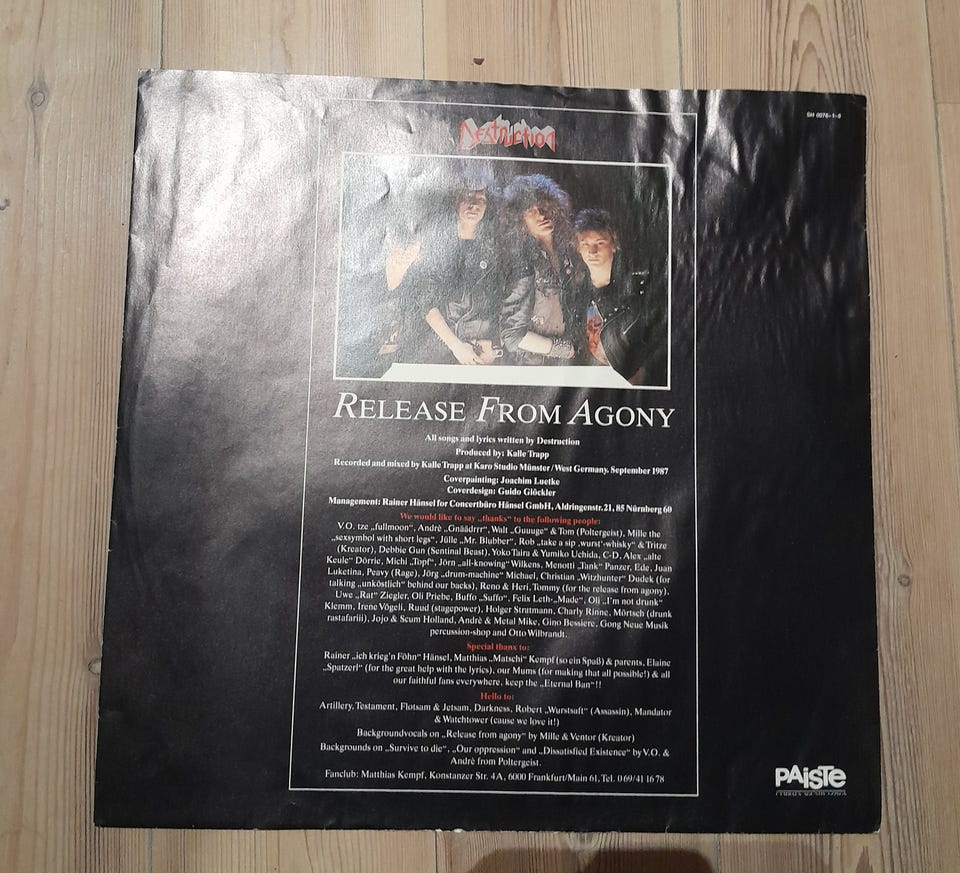 SH 0076-1-8
DESTRUCTION
RELEASE FROM AGONY
All songs and lyrics written by Destruction
Produced by: Kalle Trapp
Recorded and mixed by Kalle Trapp at Karo Studio Münster/West Germany, September 1987
Coverpainting: Joachim Luetke
Coverdesign: Guido Glöckler
Management: Rainer Hänsel for Concertbüro Hänsel GmbH, Aldringenstr. 21, 85 Nürnberg 60
We would like to say „thanks“ to the following people:
V.O. tze „fullmoon“, Andrè „Gnäädrrr“, Walt „Guuuge“ & Tom (Poltergeist), Mille the
„sexsymbol with short legs“, Jülle „Mr. Blubber“, Rob „take a sip ‚wurst‘-whisky“ & Tritze
(Kreator), Debbie Gun (Sentinal Beast), Yoko Taira & Yumiko Uchida, C-D, Alex „alte
Keule“ Dörrie, Michi „Topf“, Jörn „all-knowing“ Wilkens, Menotti „Tank“ Panzer, Ede, Juan
Luketina, Peavy (Rage), Jörg „drum-machine“ Michael, Christian „Witzhunter“ Dudek (for
talking „unköstlich“ behind our backs), Reno & Heri, Tommy (for the release from agony),
Uwe „Rat“ Ziegler, Oli Priebe, Buffo „Suffo“, Felix Leth-„Made“, Oli „I'm not drunk“
Klemm, Irene Vögeli, Ruud (stagepower), Holger Stratmann, Charly Rinne, Mörtsch (drunk
rastafariii), Jojo & Scum Holland, Andrè & Metal Mike, Gino Bessiere, Gong Neue Musik
percussion-shop and Otto Wilbrandt.
Special thanx to:
Rainer „ich krieg'n Föhn“ Hänsel, Matthias „Matschi“ Kempf (so ein Spaß) & parents, Elaine
„Spatzerl“ (for the great help with the lyrics), our Mums (for making that all possible!) & all
our faithful fans everywhere, keep the „Eternal Ban“!!
Hello to:
Artillery, Testament, Flotsam & Jetsam, Darkness, Robert „Wurstsaft“ (Assassin), Mandator
& Watchtower (cause we love it!)
Backgroundvocals on „Release from agony“ by Mille & Ventor (Kreator)
Backgrounds on „Survive to die“, „Our oppression“ and „Dissatisfied Existence“ by V.O. &
Andrè from Poltergeist.
Fanclub: Matthias Kempf, Konstanzer Str. 4A, 6000 Frankfurt/Main 61, Tel. 069/41 16 78
PAiSTe